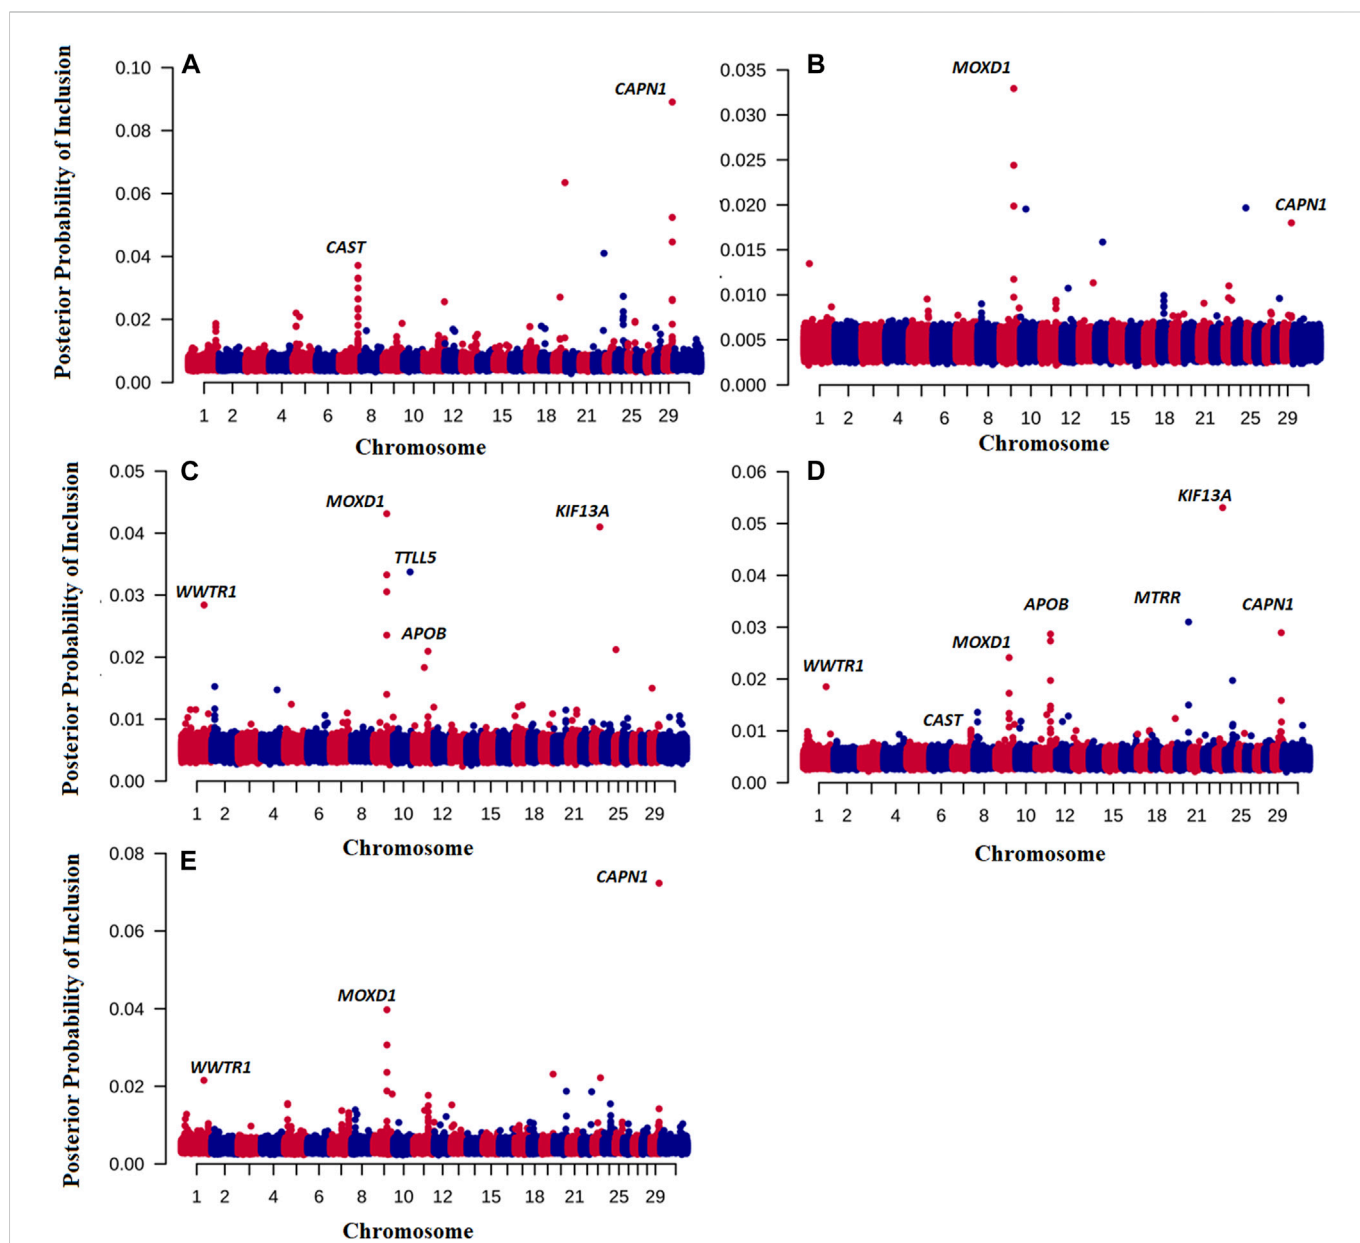 A
Posterior Probability of Inclusion
0.10
0.08
0.06
0.04
0.02
0.00
CAST
CAPN1
1 2 4 6 8 10 12 15 18 21 25 29
Chromosome
B
0.035
0.030
0.025
0.020
0.015
0.010
0.005
0.000
MOXD1
CAPN1
1 2 4 6 8 10 12 15 18 21 25 29
Chromosome
C
Posterior Probability of Inclusion
0.05
0.04
0.03
0.02
0.01
0.00
WWTR1
MOXD1
TTLL5
APOB
KIF13A
1 2 4 6 8 10 12 15 18 21 25 29
Chromosome
D
0.06
0.05
0.04
0.03
0.02
0.01
0.00
WWTR1
CAST
MOXD1
APOB
MTRR
KIF13A
CAPN1
1 2 4 6 8 10 12 15 18 21 25 29
Chromosome
E
Posterior Probability of Inclusion
0.08
0.06
0.04
0.02
0.00
WWTR1
MOXD1
CAPN1
1 2 4 6 8 10 12 15 18 21 25 29
Chromosome